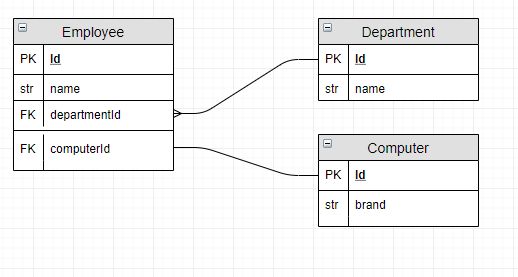 Employee
PK Id
str name
FK departmentId
FK computerId
Department
PK Id
str name
Computer
PK Id
str brand